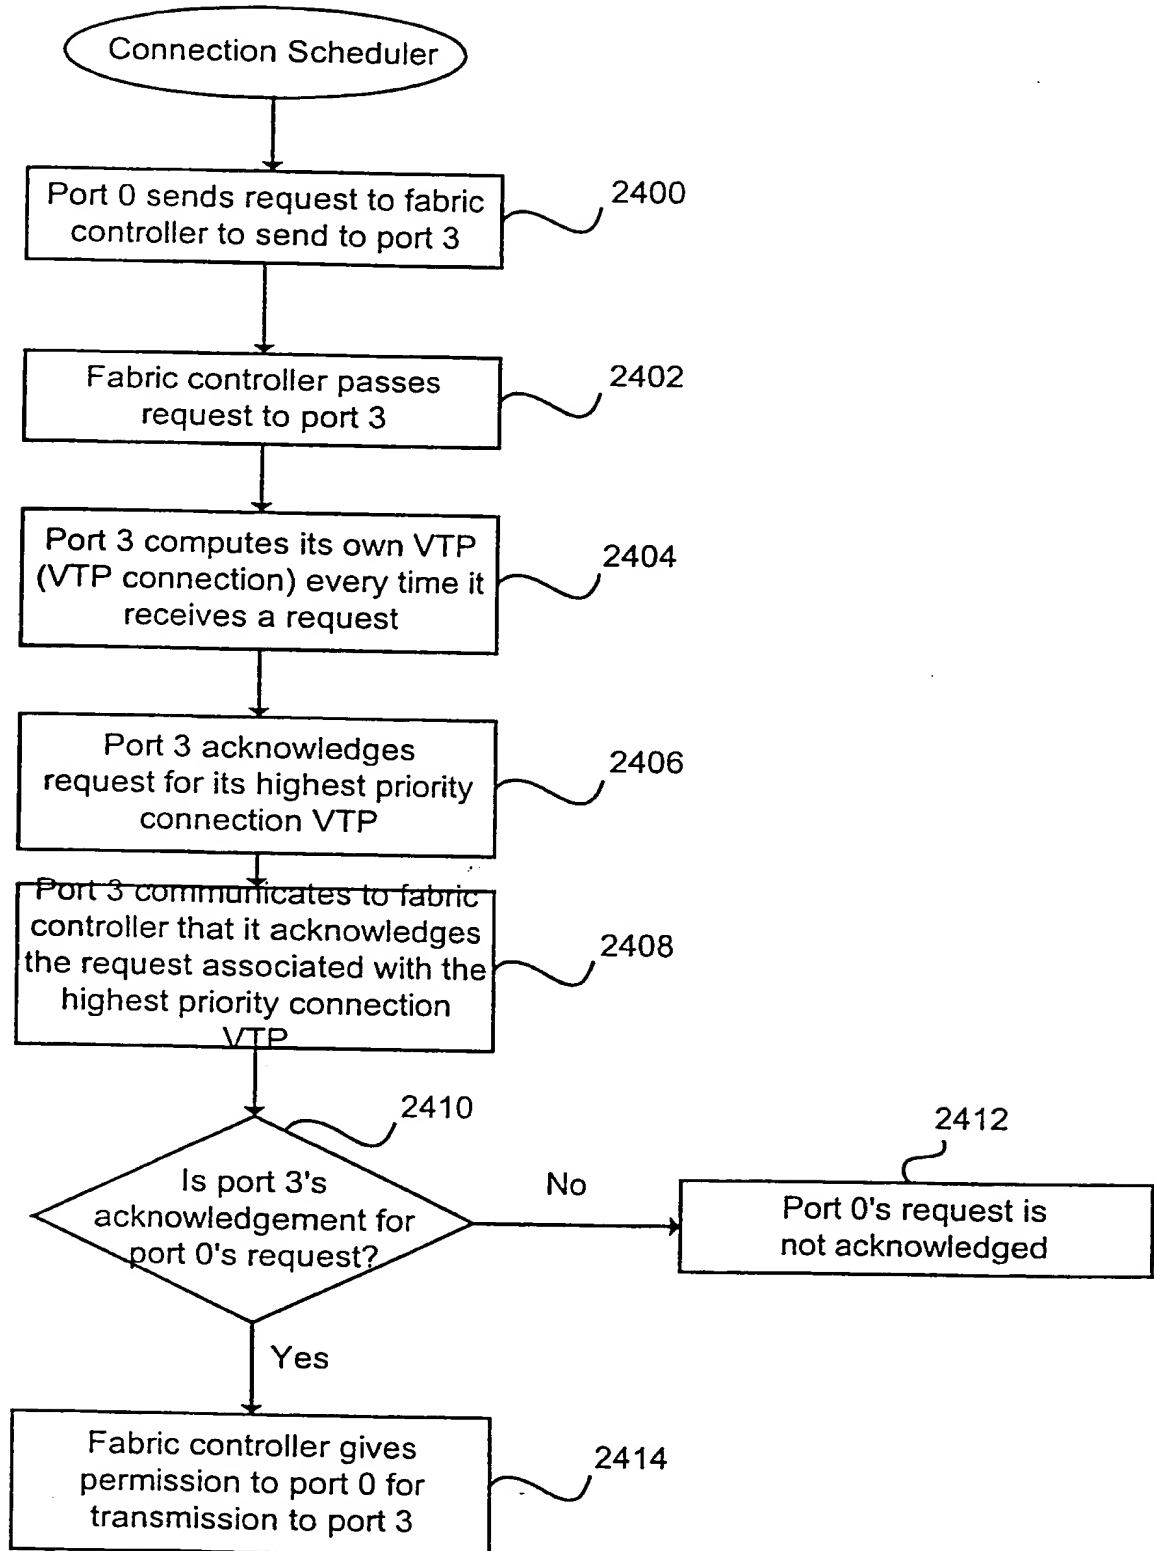 Connection Scheduler
Port 0 sends request to fabric
controller to send to port 3
2400
Fabric controller passes
request to port 3
2402
Port 3 computes its own VTP
(VTP connection) every time it
receives a request
2404
Port 3 acknowledges
request for its highest priority
connection VTP
2406
Port 3 communicates to fabric
controller that it acknowledges
the request associated with the
highest priority connection
VTP
2408
2410
Is port 3's
acknowledgement for
port 0's request?
No
2412
Port 0's request is
not acknowledged
Yes
Fabric controller gives
permission to port 0 for
transmission to port 3
2414